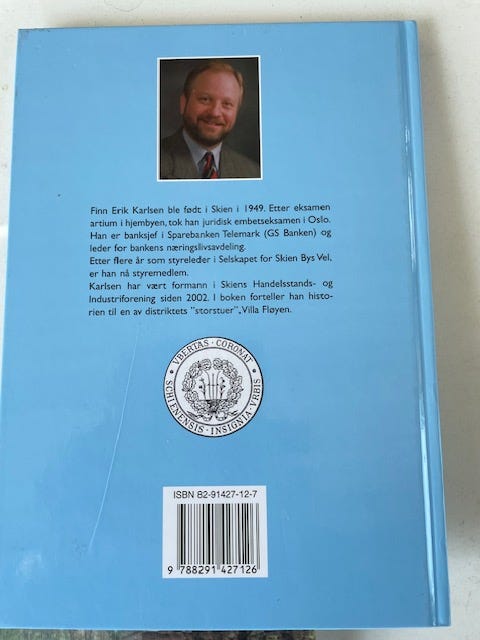 Finn Erik Karlsen ble født i Skien i 1949. Etter eksamen
artium i hjembyen, tok han juridisk embetseksamen i Oslo.
Han er banksjef i Sparebanken Telemark (GS Banken) og
leder for bankens næringslivsavdeling.
Etter flere år som styreleder i Selskapet for Skien Bys Vel,
er han nå styremedlem.
Karlsen har vært formann i Skiens Handelsstands- og
Industriforening siden 2002. I boken forteller han histo-
rien til en av distriktets "storstuer", Villa Fløyen.
VBERTAS · CORONAT
SCHIENENSIS · INSIGNIA · VRBIS
ISBN 82-91427-12-7
9 788291 427126